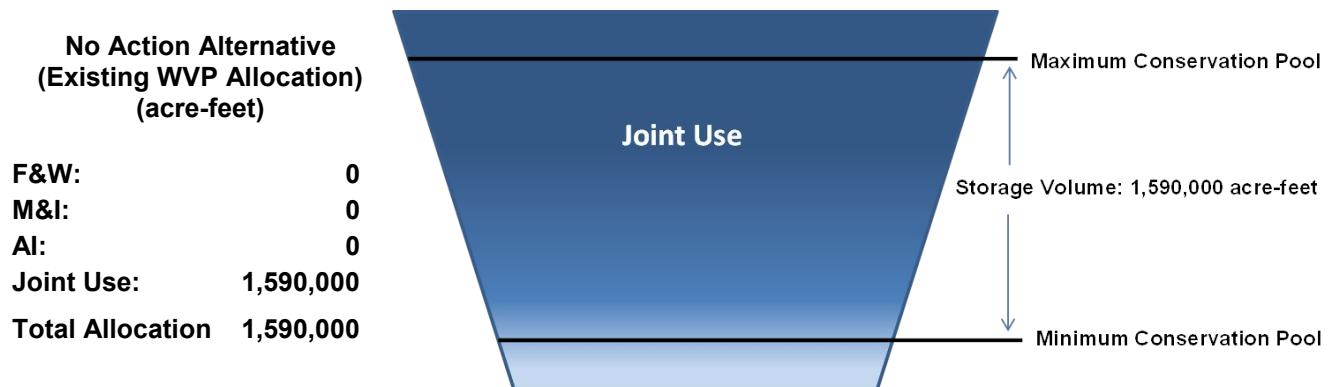 No Action Alternative
(Existing WVP Allocation)
(acre-feet)
F&W: 0
M&I: 0
AI: 0
Joint Use: 1,590,000
Total Allocation 1,590,000
Joint Use
Maximum Conservation Pool
Storage Volume: 1,590,000 acre-feet
Minimum Conservation Pool